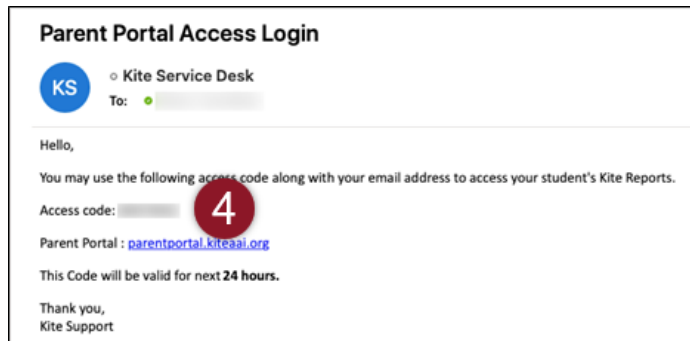 Parent Portal Access Login
KS
Kite Service Desk
To:
Hello,
You may use the following access code along with your email address to access your student's Kite Reports.
Access code:
4
Parent Portal : parentportal.kiteaai.org
This Code will be valid for next 24 hours.
Thank you,
Kite Support